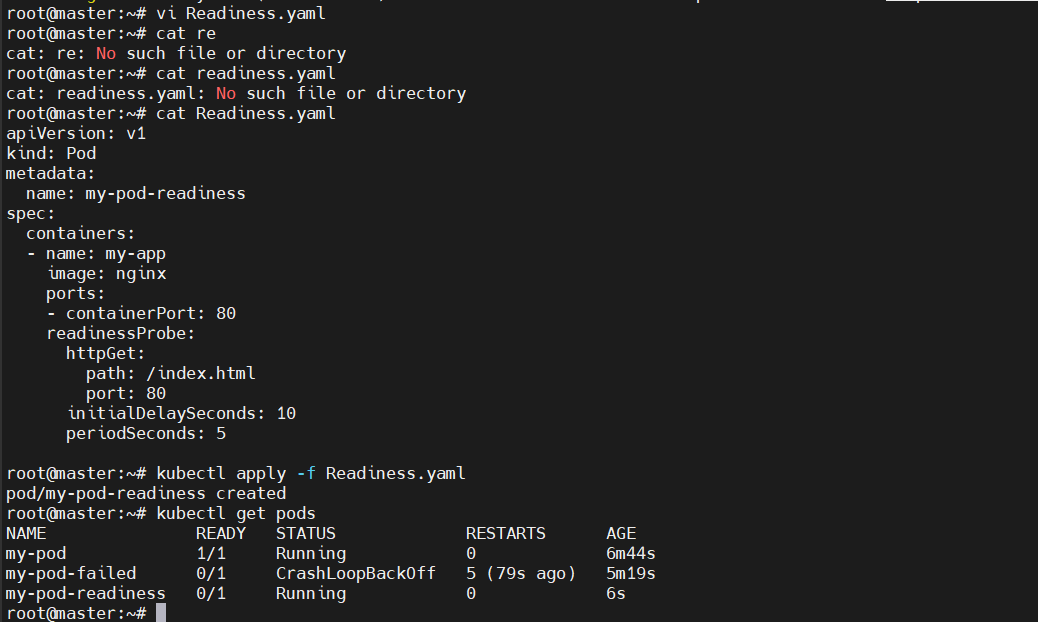 root@master:~# vi Readiness.yaml
root@master:~# cat re
cat: re: No such file or directory
root@master:~# cat readiness.yaml
cat: readiness.yaml: No such file or directory
root@master:~# cat Readiness.yaml
apiVersion: v1
kind: Pod
metadata:
  name: my-pod-readiness
spec:
  containers:
  - name: my-app
    image: nginx
    ports:
    - containerPort: 80
    readinessProbe:
      httpGet:
        path: /index.html
        port: 80
      initialDelaySeconds: 10
      periodSeconds: 5

root@master:~# kubectl apply -f Readiness.yaml
pod/my-pod-readiness created
root@master:~# kubectl get pods
NAME               READY   STATUS             RESTARTS      AGE
my-pod             1/1     Running            0             6m44s
my-pod-failed      0/1     CrashLoopBackOff   5 (79s ago)   5m19s
my-pod-readiness   0/1     Running            0             6s
root@master:~#